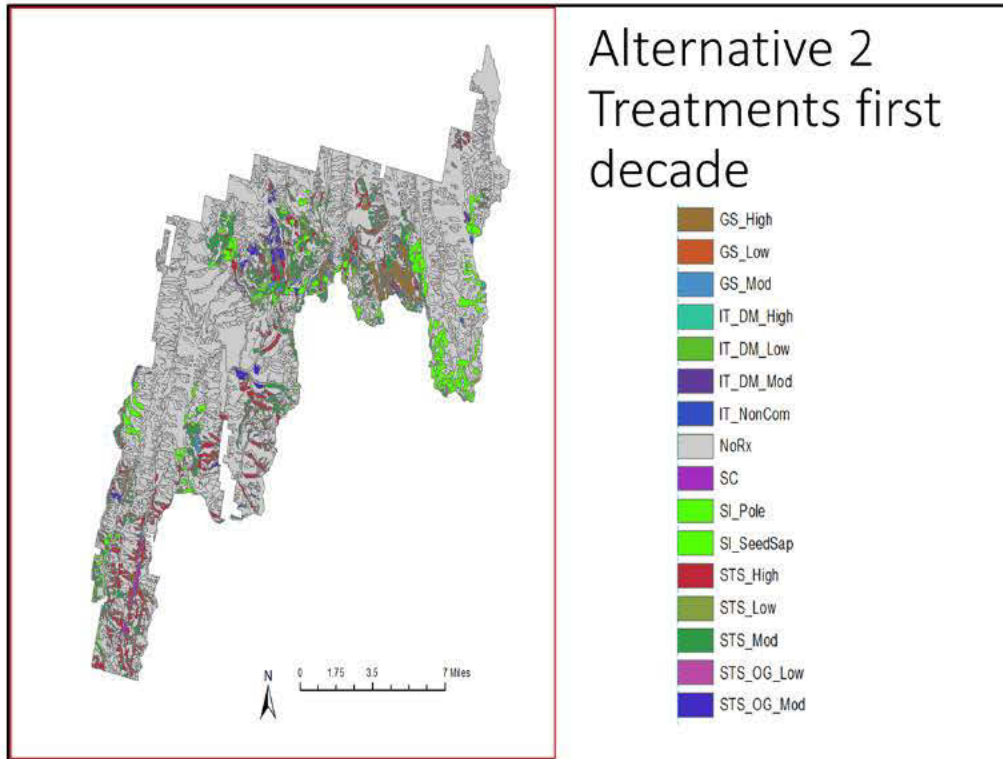 Alternative 2
Treatments first
decade
GS_High
GS_Low
GS_Mod
IT_DM_High
IT_DM_Low
IT_DM_Mod
IT_NonCom
NoRx
SC
SI_Pole
SI_SeedSap
STS_High
STS_Low
STS_Mod
STS_OG_Low
STS_OG_Mod
N
0 1.75 3.5 7 Miles